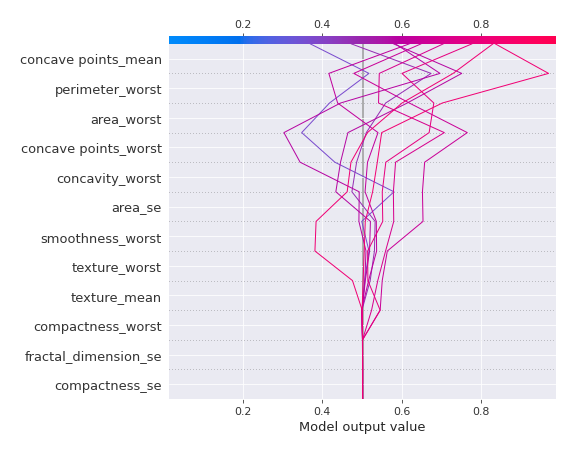 0.2 0.4 0.6 0.8
concave points_mean
perimeter_worst
area_worst
concave points_worst
concavity_worst
area_se
smoothness_worst
texture_worst
texture_mean
compactness_worst
fractal_dimension_se
compactness_se
0.2 0.4 0.6 0.8
Model output value